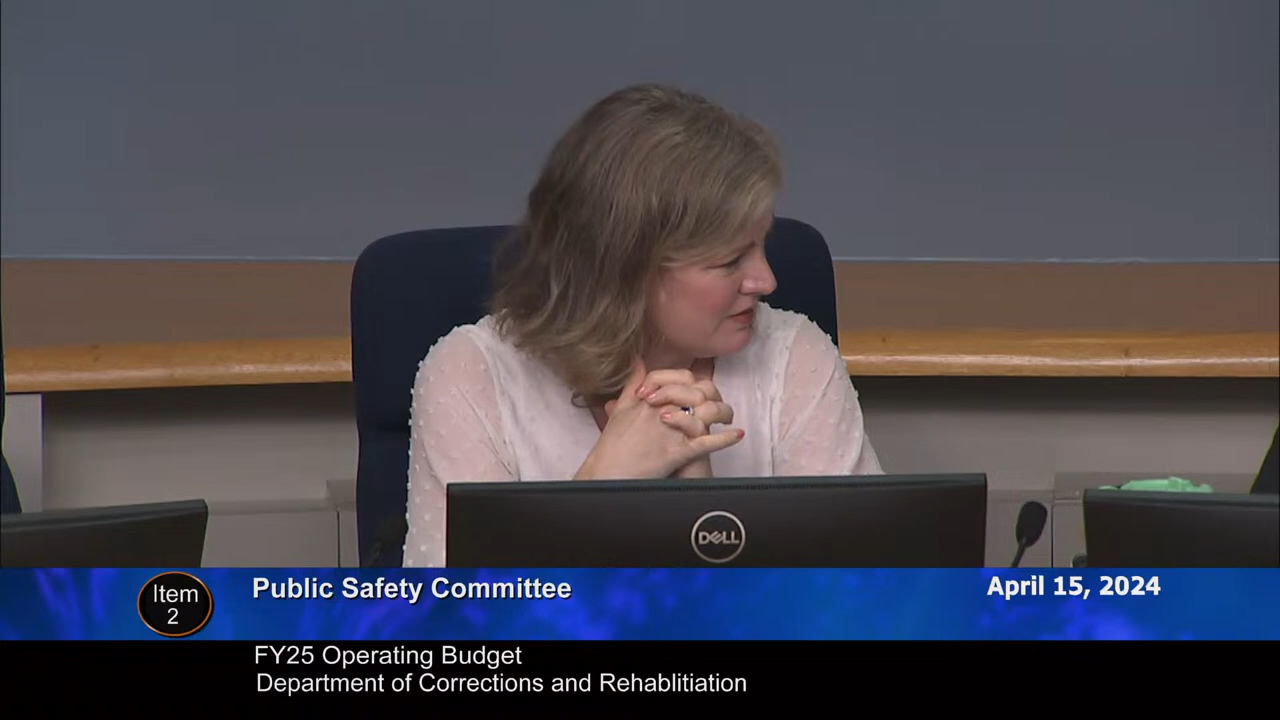 DELL
Item
2
Public Safety Committee
April 15, 2024
FY25 Operating Budget
Department of Corrections and Rehablitiation